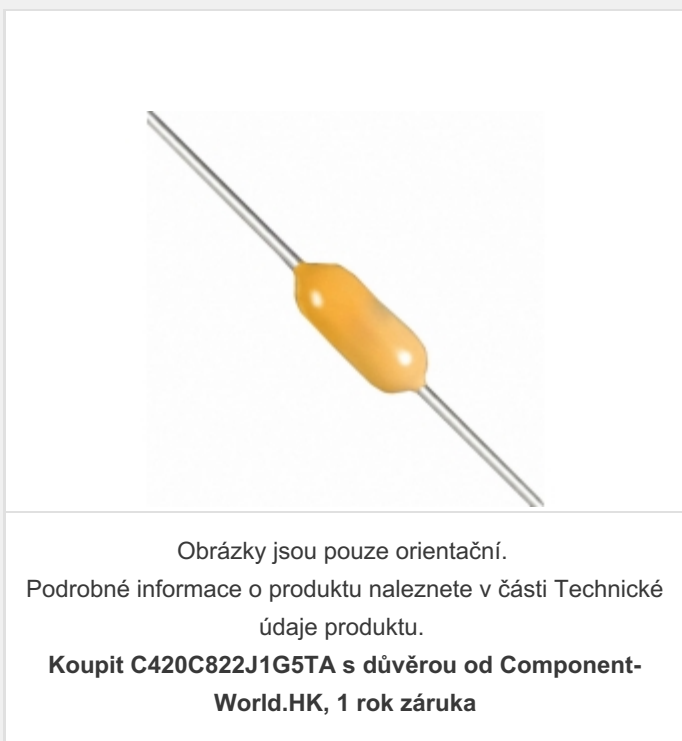 Obrázky jsou pouze orientační.
Podrobné informace o produktu naleznete v části Technické
údaje produktu.
Koupit C420C822J1G5TA s důvěrou od Component-
World.HK, 1 rok záruka